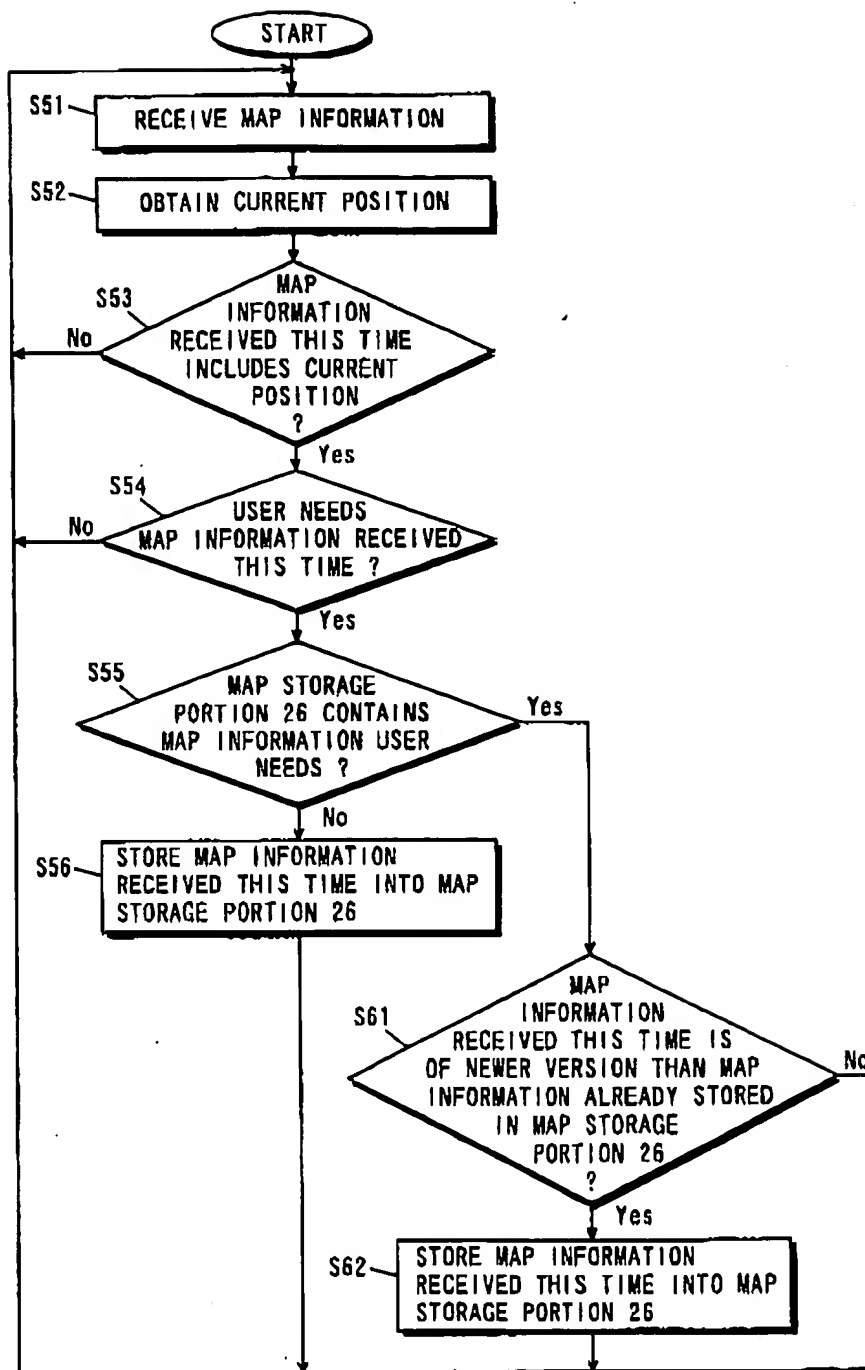 START
S51
RECEIVE MAP INFORMATION
S52
OBTAIN CURRENT POSITION
S53
MAP
INFORMATION
RECEIVED THIS TIME
INCLUDES CURRENT
POSITION
?
No
Yes
S54
USER NEEDS
MAP INFORMATION RECEIVED
THIS TIME ?
No
Yes
S55
MAP STORAGE
PORTION 26 CONTAINS
MAP INFORMATION USER
NEEDS ?
Yes
No
S56
STORE MAP INFORMATION
RECEIVED THIS TIME INTO MAP
STORAGE PORTION 26
S61
MAP
INFORMATION
RECEIVED THIS TIME IS
OF NEWER VERSION THAN MAP
INFORMATION ALREADY STORED
IN MAP STORAGE
PORTION 26
?
No
Yes
S62
STORE MAP INFORMATION
RECEIVED THIS TIME INTO MAP
STORAGE PORTION 26